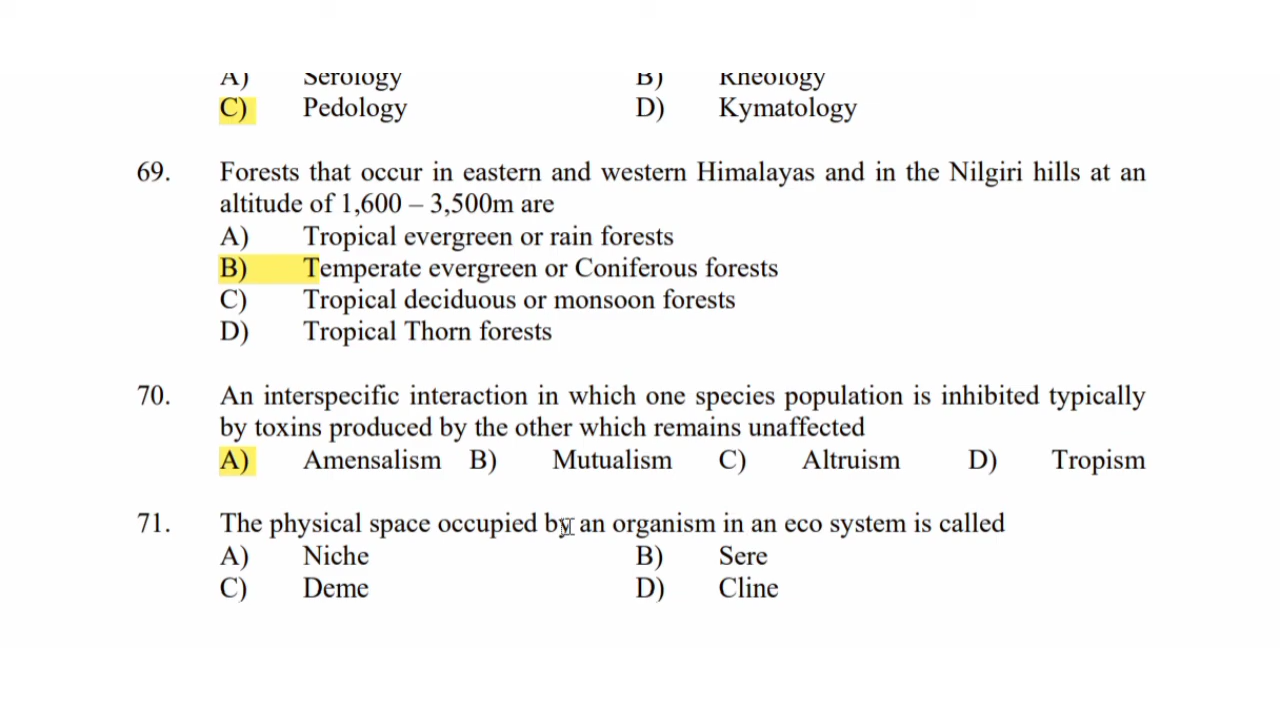 A) Serology B) Rheology
C) Pedology D) Kymatology
69. Forests that occur in eastern and western Himalayas and in the Nilgiri hills at an
altitude of 1,600 – 3,500m are
A) Tropical evergreen or rain forests
B) Temperate evergreen or Coniferous forests
C) Tropical deciduous or monsoon forests
D) Tropical Thorn forests
70. An interspecific interaction in which one species population is inhibited typically
by toxins produced by the other which remains unaffected
A) Amensalism B) Mutualism C) Altruism D) Tropism
71. The physical space occupied by an organism in an eco system is called
A) Niche B) Sere
C) Deme D) Cline